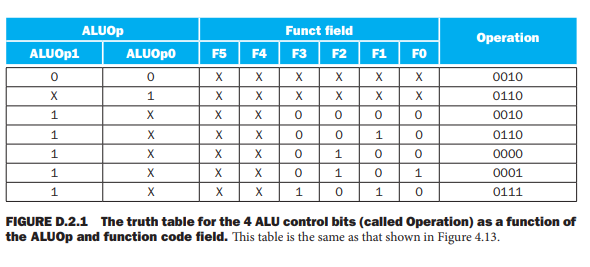 ALUOp Funct field Operation
ALUOp1 ALUOp0 F5 F4 F3 F2 F1 F0
0 0 X X X X X X 0010
X 1 X X X X X X 0110
1 X X X 0 0 0 0 0010
1 X X X 0 0 1 0 0110
1 X X X 0 1 0 0 0000
1 X X X 0 1 0 1 0001
1 X X X 1 0 1 0 0111
FIGURE D.2.1 The truth table for the 4 ALU control bits (called Operation) as a function of
the ALUOp and function code field. This table is the same as that shown in Figure 4.13.